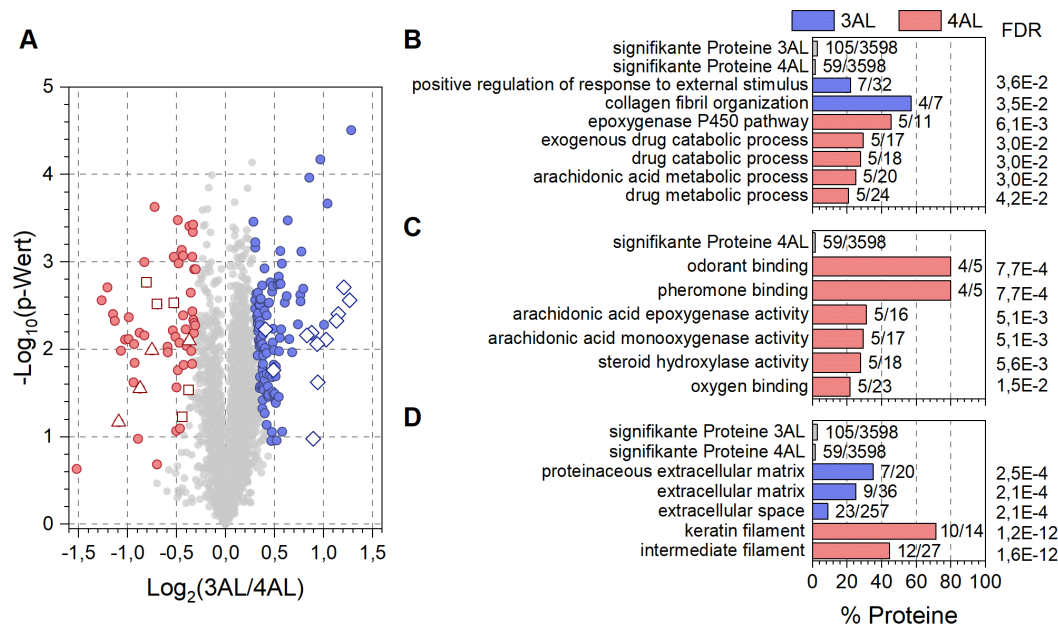 A
5
4
3
2
1
0
-Log10(p-Wert)
-1,5 -1,0 -0,5 0,0 0,5 1,0 1,5
Log2(3AL/4AL)
3AL 4AL FDR
B
signifikante Proteine 3AL 105/3598
signifikante Proteine 4AL 59/3598
positive regulation of response to external stimulus 7/32 3,6E-2
collagen fibril organization 4/7 3,5E-2
epoxygenase P450 pathway 5/11 6,1E-3
exogenous drug catabolic process 5/17 3,0E-2
drug catabolic process 5/18 3,0E-2
arachidonic acid metabolic process 5/20 3,0E-2
drug metabolic process 5/24 4,2E-2
C
signifikante Proteine 4AL 59/3598
odorant binding 4/5 7,7E-4
pheromone binding 4/5 7,7E-4
arachidonic acid epoxygenase activity 5/16 5,1E-3
arachidonic acid monooxygenase activity 5/17 5,1E-3
steroid hydroxylase activity 5/18 5,6E-3
oxygen binding 5/23 1,5E-2
D
signifikante Proteine 3AL 105/3598
signifikante Proteine 4AL 59/3598
proteinaceous extracellular matrix 7/20 2,5E-4
extracellular matrix 9/36 2,1E-4
extracellular space 23/257 2,1E-4
keratin filament 10/14 1,2E-12
intermediate filament 12/27 1,6E-12
0 20 40 60 80 100
% Proteine